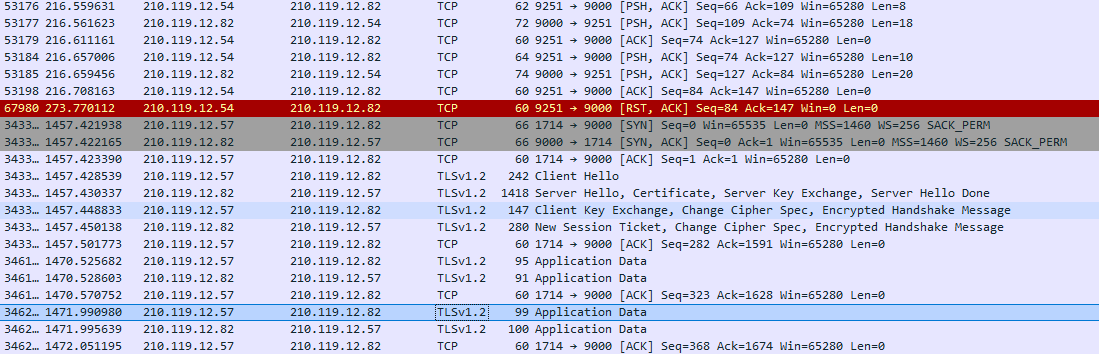 53176 216.559631 210.119.12.54 210.119.12.82 TCP 62 9251 → 9000 [PSH, ACK] Seq=66 Ack=109 Win=65280 Len=8
53177 216.561623 210.119.12.82 210.119.12.54 TCP 72 9000 → 9251 [PSH, ACK] Seq=109 Ack=74 Win=65280 Len=18
53179 216.611161 210.119.12.54 210.119.12.82 TCP 60 9251 → 9000 [ACK] Seq=74 Ack=127 Win=65280 Len=0
53184 216.657006 210.119.12.54 210.119.12.82 TCP 64 9251 → 9000 [PSH, ACK] Seq=74 Ack=127 Win=65280 Len=10
53185 216.659456 210.119.12.82 210.119.12.54 TCP 74 9000 → 9251 [PSH, ACK] Seq=127 Ack=84 Win=65280 Len=20
53198 216.708163 210.119.12.54 210.119.12.82 TCP 60 9251 → 9000 [ACK] Seq=84 Ack=147 Win=65280 Len=0
67980 273.770112 210.119.12.54 210.119.12.82 TCP 60 9251 → 9000 [RST, ACK] Seq=84 Ack=147 Win=0 Len=0
3433… 1457.421938 210.119.12.57 210.119.12.82 TCP 66 1714 → 9000 [SYN] Seq=0 Win=65535 Len=0 MSS=1460 WS=256 SACK_PERM
3433… 1457.422165 210.119.12.82 210.119.12.57 TCP 66 9000 → 1714 [SYN, ACK] Seq=0 Ack=1 Win=65535 Len=0 MSS=1460 WS=256 SACK_PERM
3433… 1457.423390 210.119.12.57 210.119.12.82 TCP 60 1714 → 9000 [ACK] Seq=1 Ack=1 Win=65280 Len=0
3433… 1457.428539 210.119.12.57 210.119.12.82 TLSv1.2 242 Client Hello
3433… 1457.430337 210.119.12.82 210.119.12.57 TLSv1.2 1418 Server Hello, Certificate, Server Key Exchange, Server Hello Done
3433… 1457.448833 210.119.12.57 210.119.12.82 TLSv1.2 147 Client Key Exchange, Change Cipher Spec, Encrypted Handshake Message
3433… 1457.450138 210.119.12.82 210.119.12.57 TLSv1.2 280 New Session Ticket, Change Cipher Spec, Encrypted Handshake Message
3433… 1457.501773 210.119.12.57 210.119.12.82 TCP 60 1714 → 9000 [ACK] Seq=282 Ack=1591 Win=65280 Len=0
3461… 1470.525682 210.119.12.57 210.119.12.82 TLSv1.2 95 Application Data
3461… 1470.528603 210.119.12.82 210.119.12.57 TLSv1.2 91 Application Data
3461… 1470.570752 210.119.12.57 210.119.12.82 TCP 60 1714 → 9000 [ACK] Seq=323 Ack=1628 Win=65280 Len=0
3462… 1471.990980 210.119.12.57 210.119.12.82 TLSv1.2 99 Application Data
3462… 1471.995639 210.119.12.82 210.119.12.57 TLSv1.2 100 Application Data
3462… 1472.051195 210.119.12.57 210.119.12.82 TCP 60 1714 → 9000 [ACK] Seq=368 Ack=1674 Win=65280 Len=0